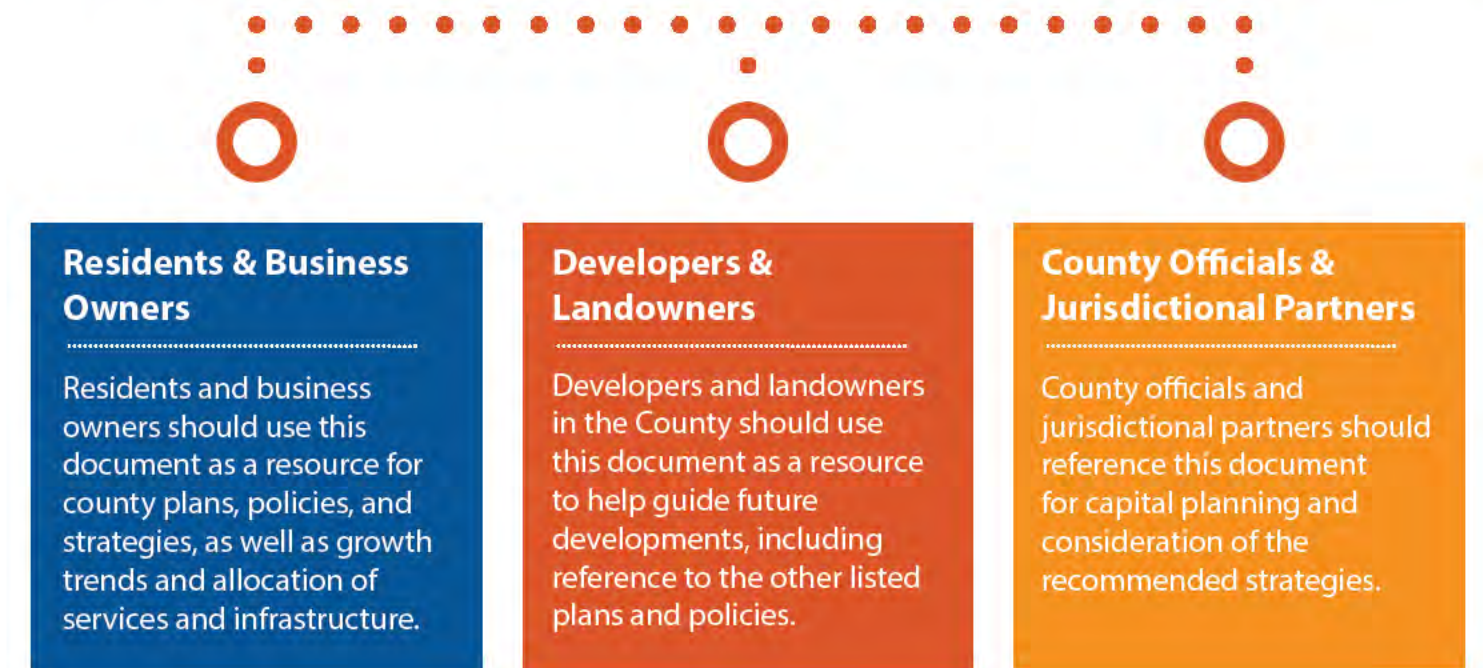 Residents & Business
Owners
Residents and business
owners should use this
document as a resource for
county plans, policies, and
strategies, as well as growth
trends and allocation of
services and infrastructure.
Developers &
Landowners
Developers and landowners
in the County should use
this document as a resource
to help guide future
developments, including
reference to the other listed
plans and policies.
County Officials &
Jurisdictional Partners
County officials and
jurisdictional partners should
reference this document
for capital planning and
consideration of the
recommended strategies.